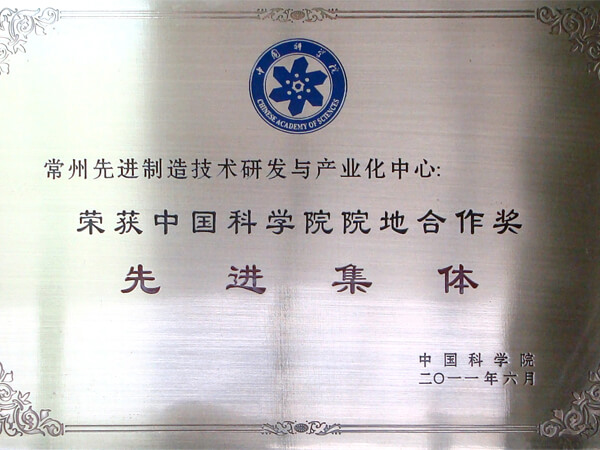 中国科学院
CHINESE ACADEMY OF SCIENCES
常州先进制造技术研发与产业化中心:
荣获中国科学院院地合作奖
先进集体
中国科学院
二〇一一年六月